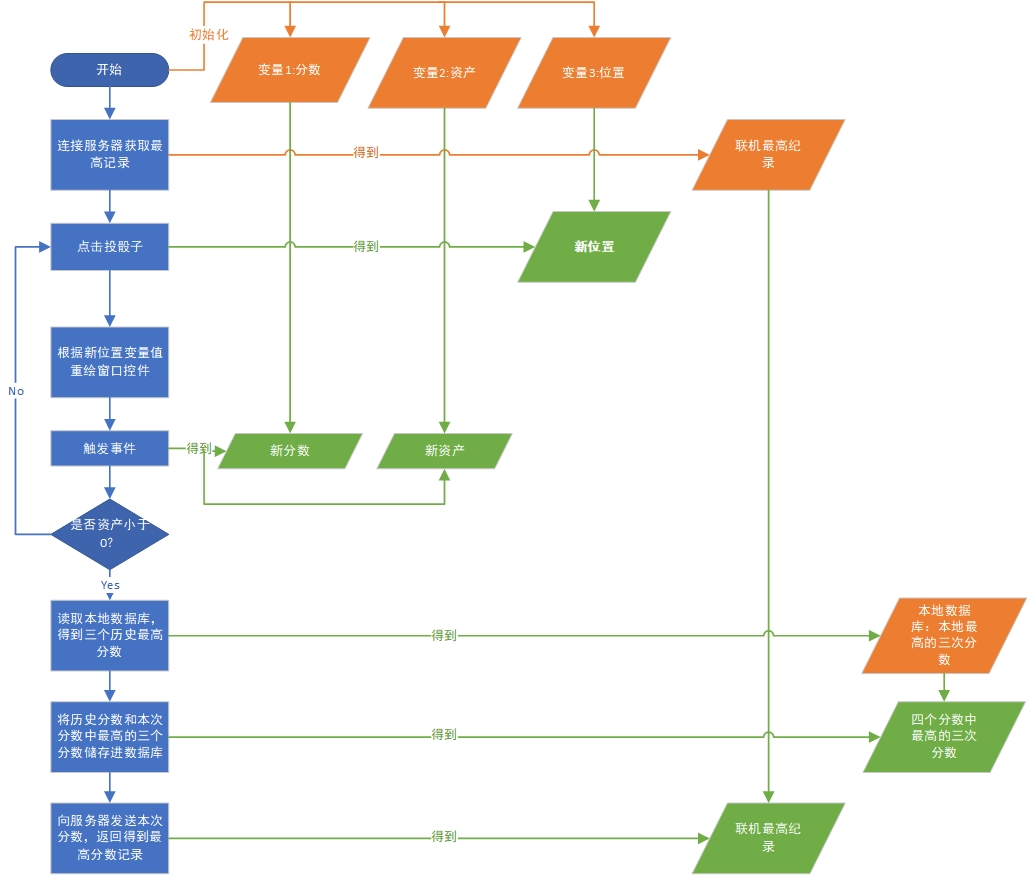 初始化
开始
变量1:分数
变量2:资产
变量3:位置
连接服务器获取最
高记录
得到
联机最高纪
录
点击投骰子
得到
新位置
根据新位置变量值
重绘窗口控件
No
触发事件
得到
新分数
新资产
是否资产小于
0?
Yes
读取本地数据库，
得到三个历史最高
分数
得到
本地数据
库：本地最
高的三次分
数
将历史分数和本次
分数中最高的三个
分数储存进数据库
得到
四个分数中
最高的三次
分数
向服务器发送本次
分数，返回得到最
高分数记录
得到
联机最高纪
录